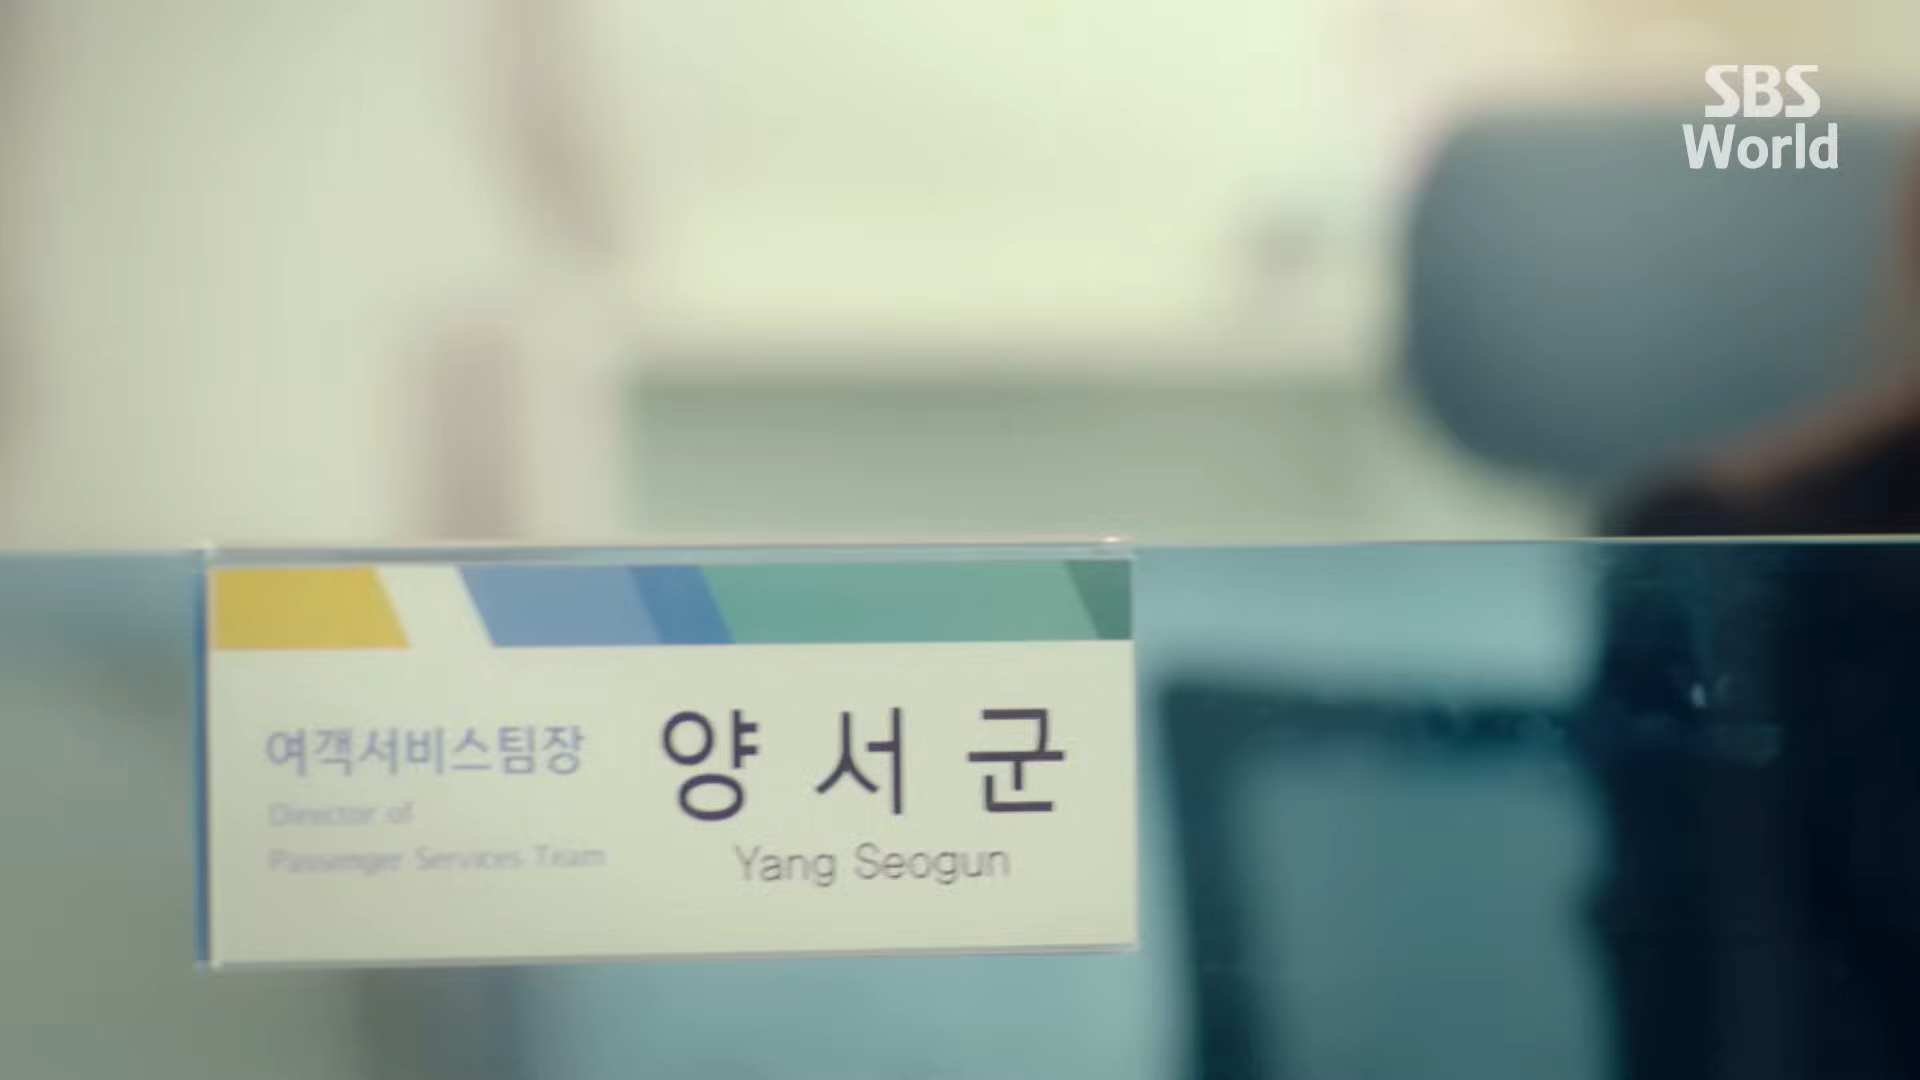 SBS
World
여객서비스팀장
Director of
Passenger Services Team
양서군
Yang Seogun